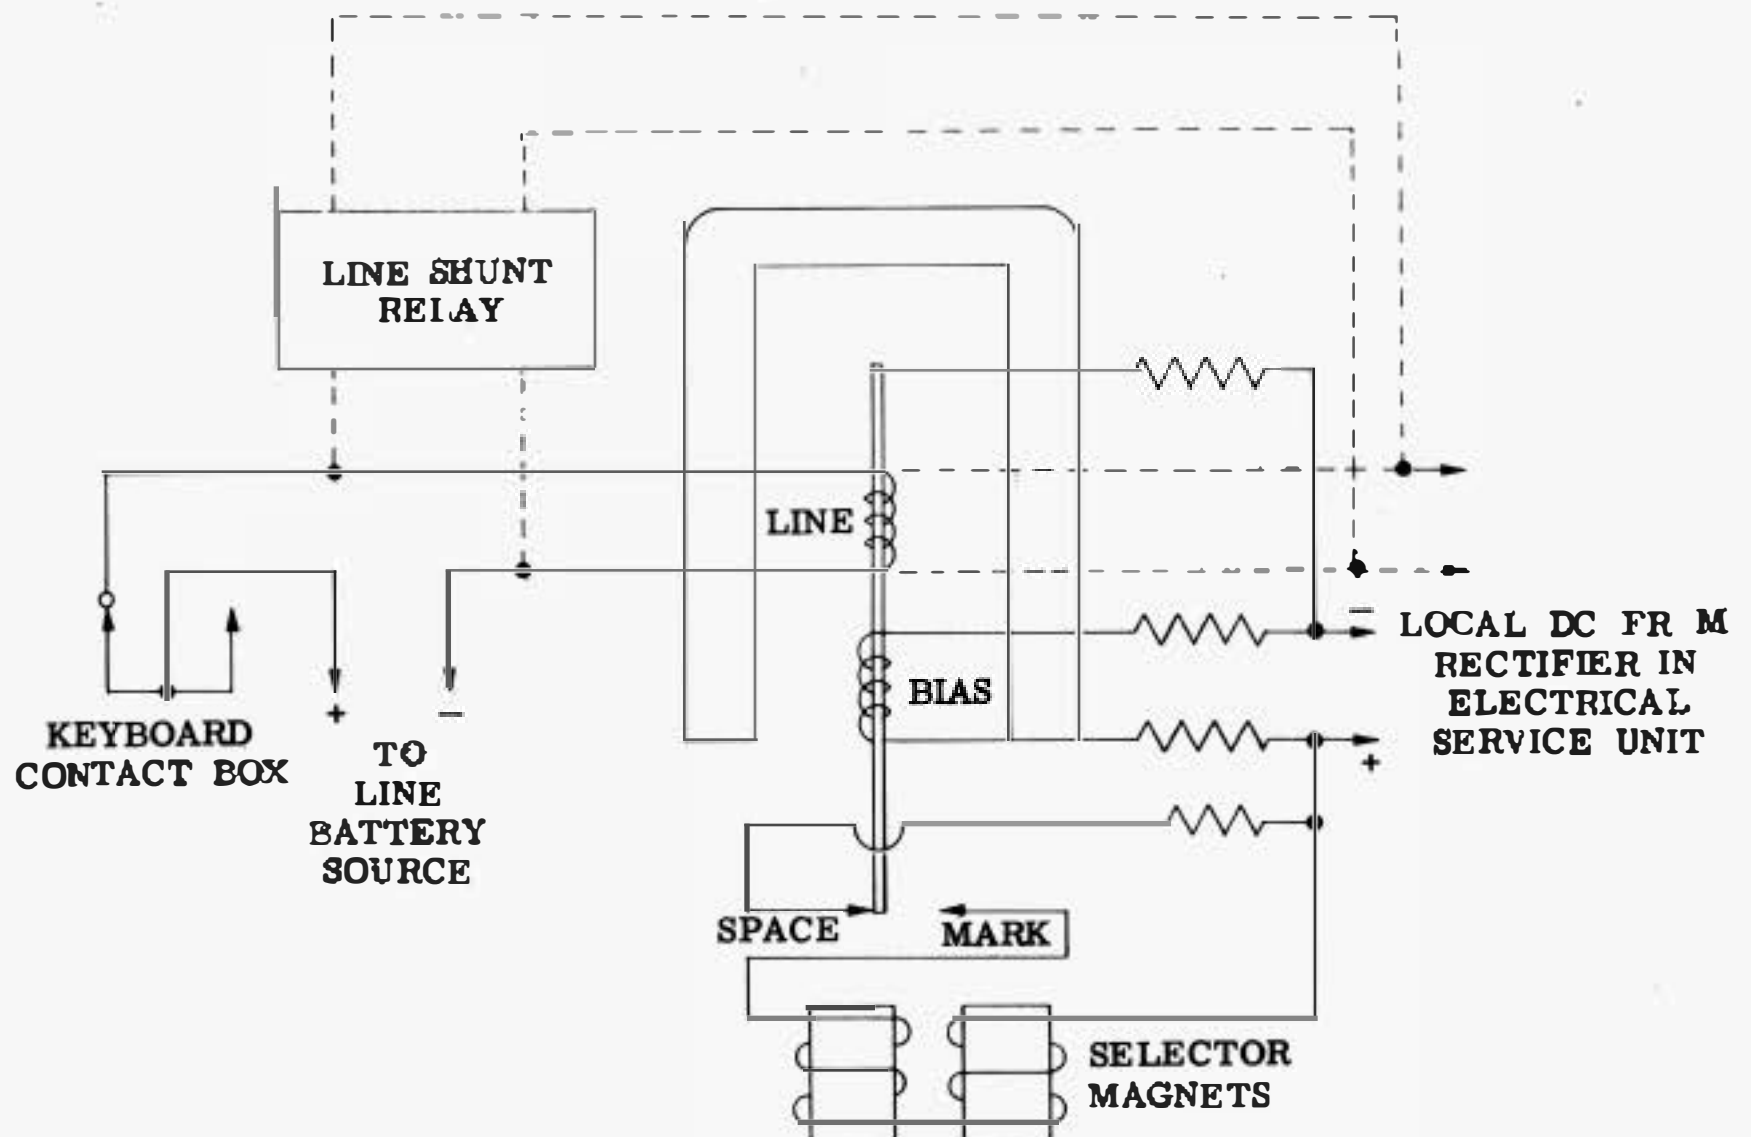 LINE SHUNT
RELAY
LINE
BIAS
KEYBOARD
CONTACT BOX
+
−
TO
LINE
BATTERY
SOURCE
−
LOCAL DC FR M
RECTIFIER IN
ELECTRICAL
SERVICE UNIT
+
SPACE
MARK
SELECTOR
MAGNETS